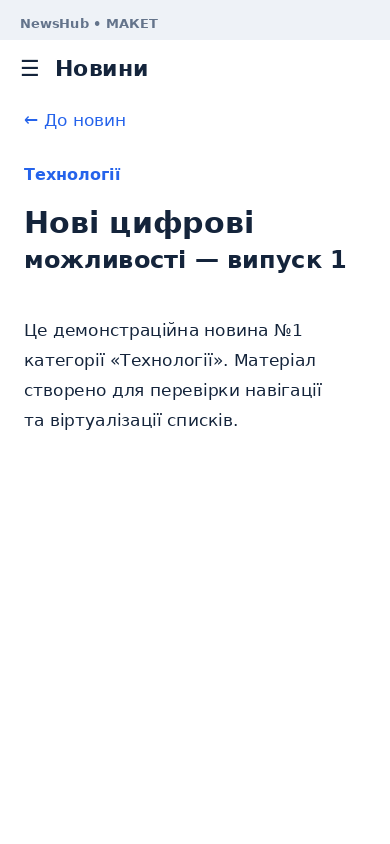 NewsHub • МАКЕТ
☰ Новини
← До новин
Технології
Нові цифрові
можливості — випуск 1
Це демонстраційна новина №1
категорії «Технології». Матеріал
створено для перевірки навігації
та віртуалізації списків.